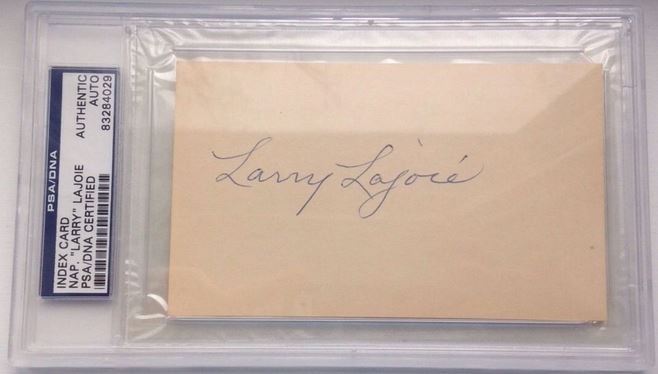 PSA/DNA
INDEX CARD
NAP. "LARRY" LAJOIE
PSA/DNA CERTIFIED
AUTHENTIC
AUTO
83284029
Larry Lajoie